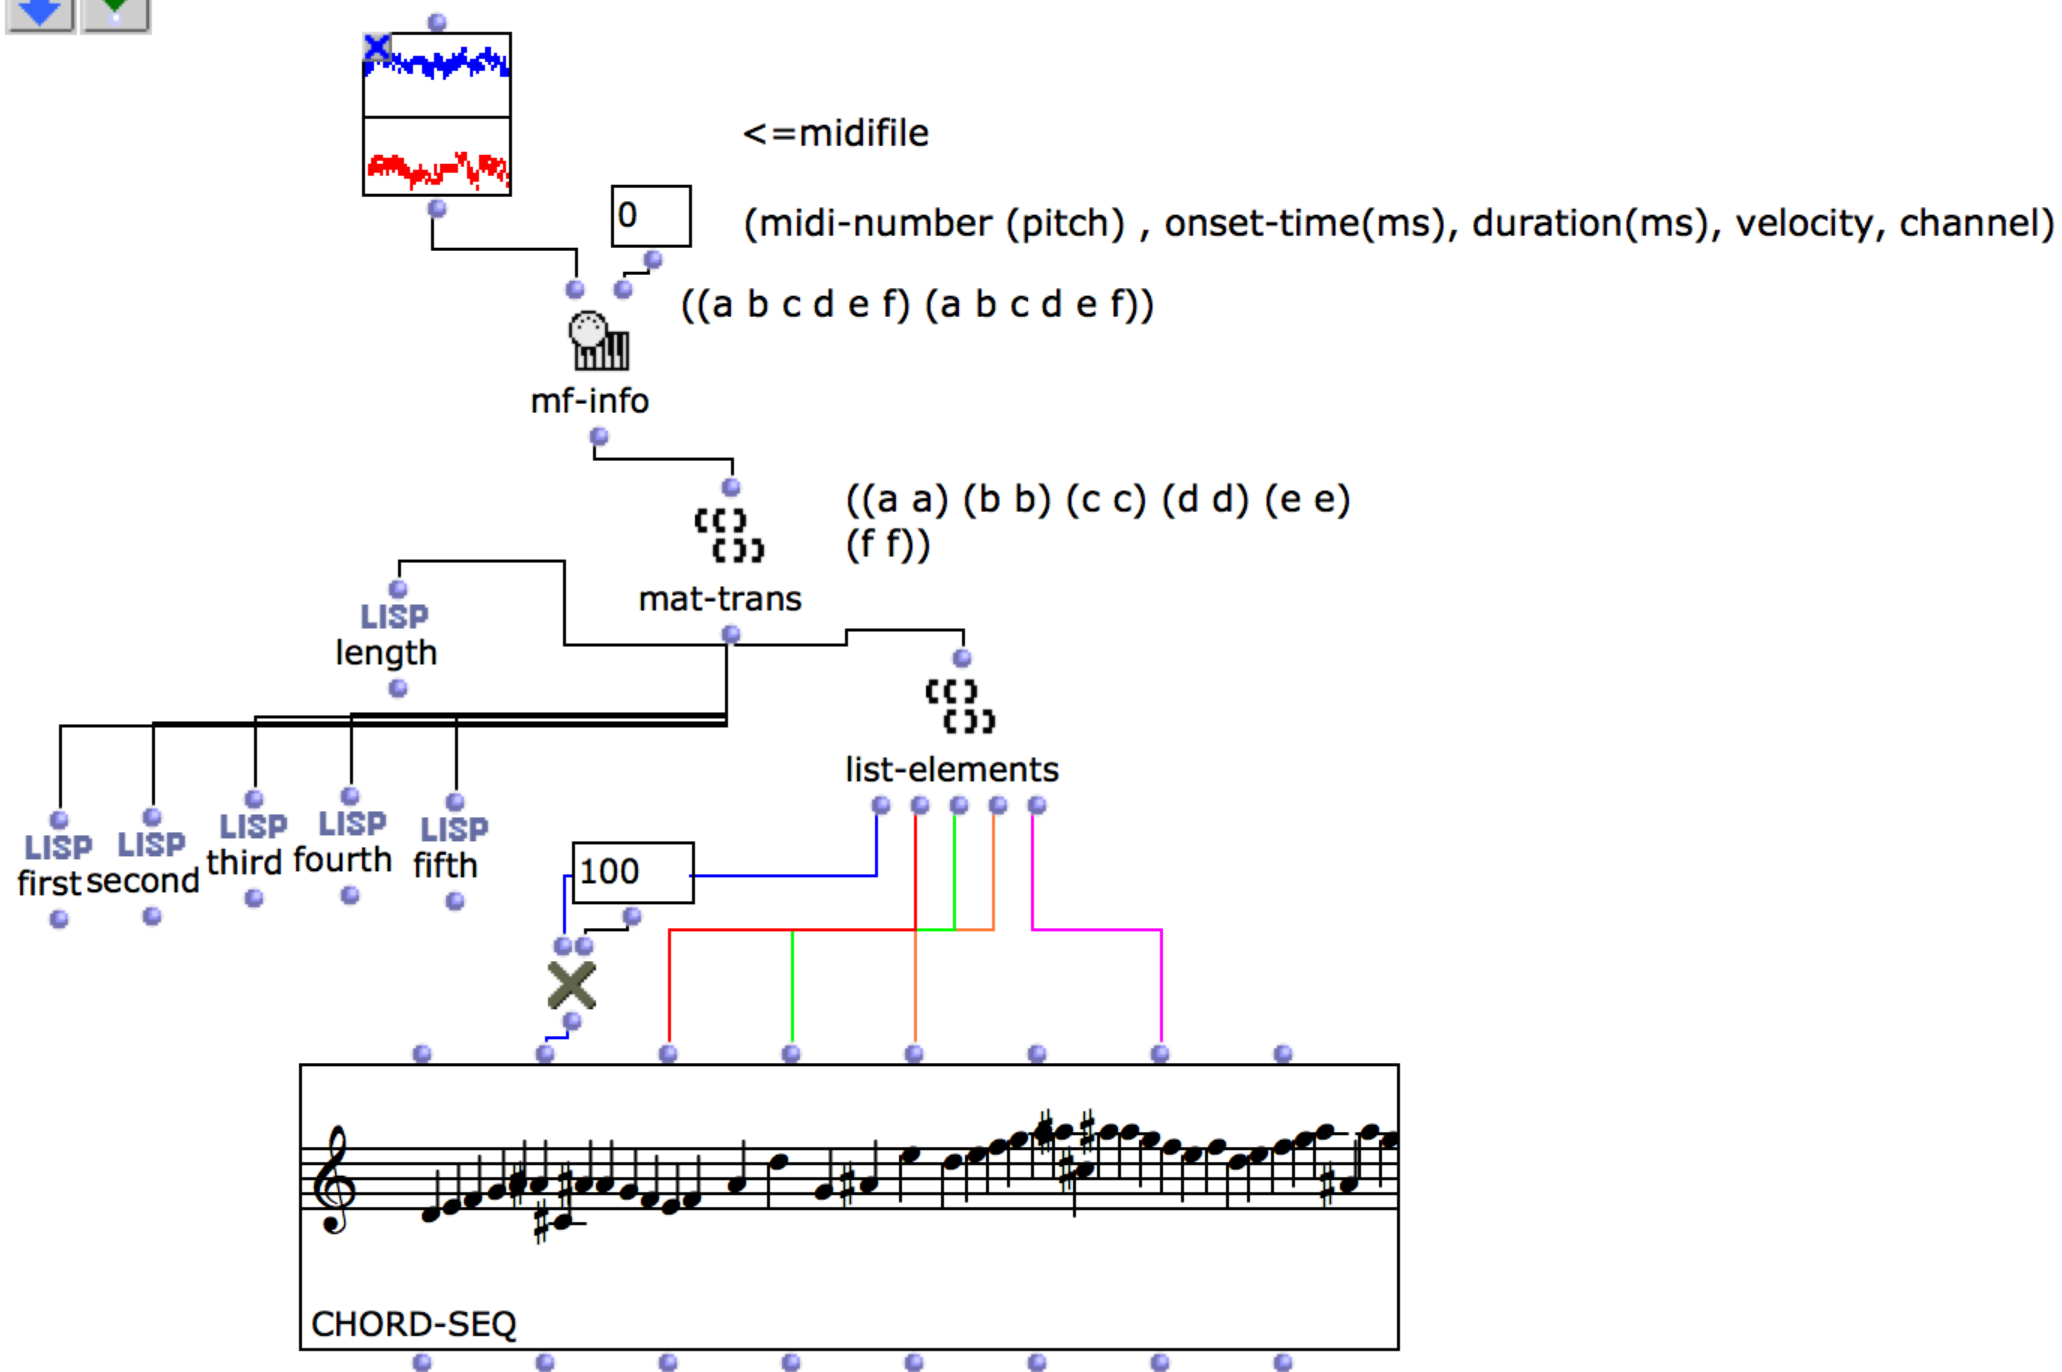 <=midifile
0
(midi-number (pitch) , onset-time(ms), duration(ms), velocity, channel)
((a b c d e f) (a b c d e f))
mf-info
((a a) (b b) (c c) (d d) (e e)
(f f))
mat-trans
LISP
length
list-elements
LISP
first
LISP
second
LISP
third
LISP
fourth
LISP
fifth
100
CHORD-SEQ